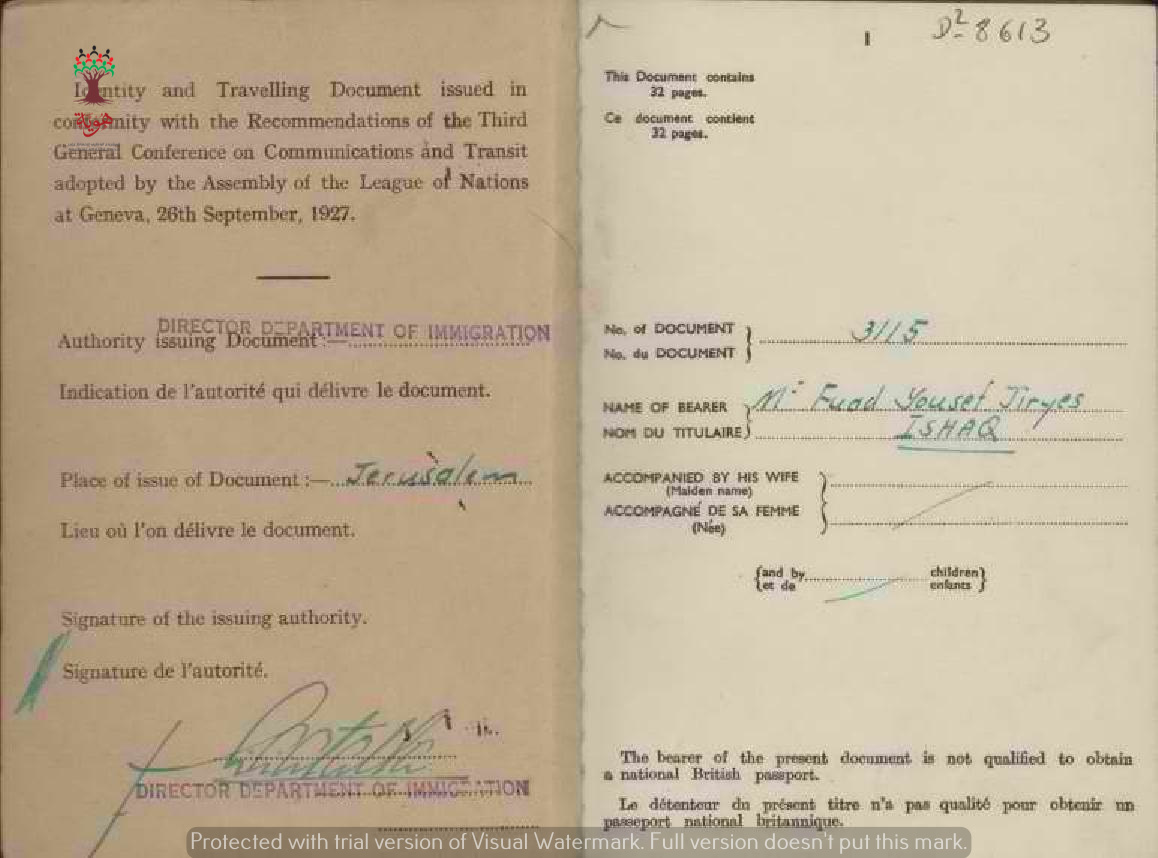 Identity and Travelling Document issued in
conformity with the Recommendations of the Third
General Conference on Communications and Transit
adopted by the Assembly of the League of Nations
at Geneva, 26th September, 1927.
Authority issuing Document :— DIRECTOR DEPARTMENT OF IMMIGRATION
Indication de l'autorité qui délivre le document.
Place of issue of Document :— Jerusalem
Lieu où l'on délivre le document.
Signature of the issuing authority.
Signature de l'autorité.
DIRECTOR DEPARTMENT OF IMMIGRATION
هوية
1
8613
This Document contains
32 pages.
Ce document contient
32 pages.
No. of DOCUMENT
No. du DOCUMENT
3115
NAME OF BEARER
NOM DU TITULAIRE
Mr Fuad Yousef Jiryes
ISHAQ
ACCOMPANIED BY HIS WIFE
(Maiden name)
ACCOMPAGNÉ DE SA FEMME
(Née)
{and by children}
{et de enfants}
The bearer of the present document is not qualified to obtain
a national British passport.
Le détenteur du présent titre n'a pas qualité pour obtenir un
passeport national britannique.
Protected with trial version of Visual Watermark. Full version doesn't put this mark.